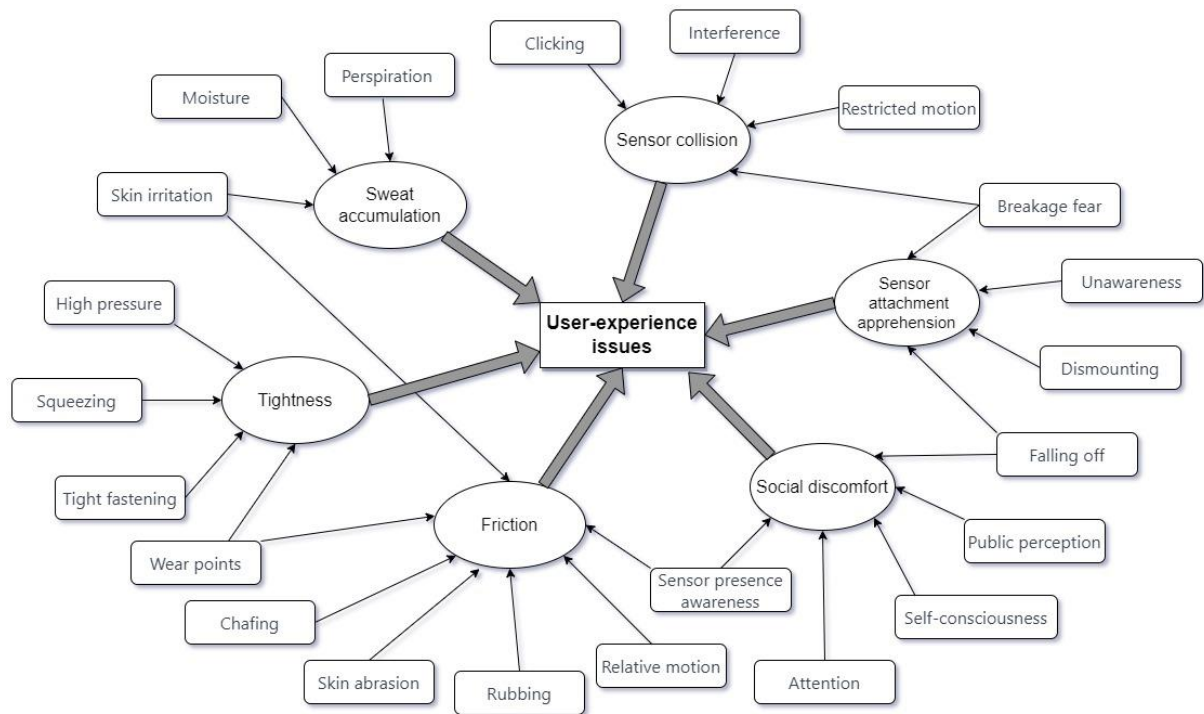 Interference
Clicking
Perspiration
Moisture
Restricted motion
Sensor collision
Skin irritation
Sweat
accumulation
Breakage fear
Unawareness
Sensor
attachment
apprehension
High pressure
User-experience
issues
Dismounting
Squeezing
Tightness
Falling off
Tight fastening
Social discomfort
Friction
Public perception
Wear points
Sensor presence
awareness
Chafing
Self-consciousness
Relative motion
Skin abrasion
Rubbing
Attention